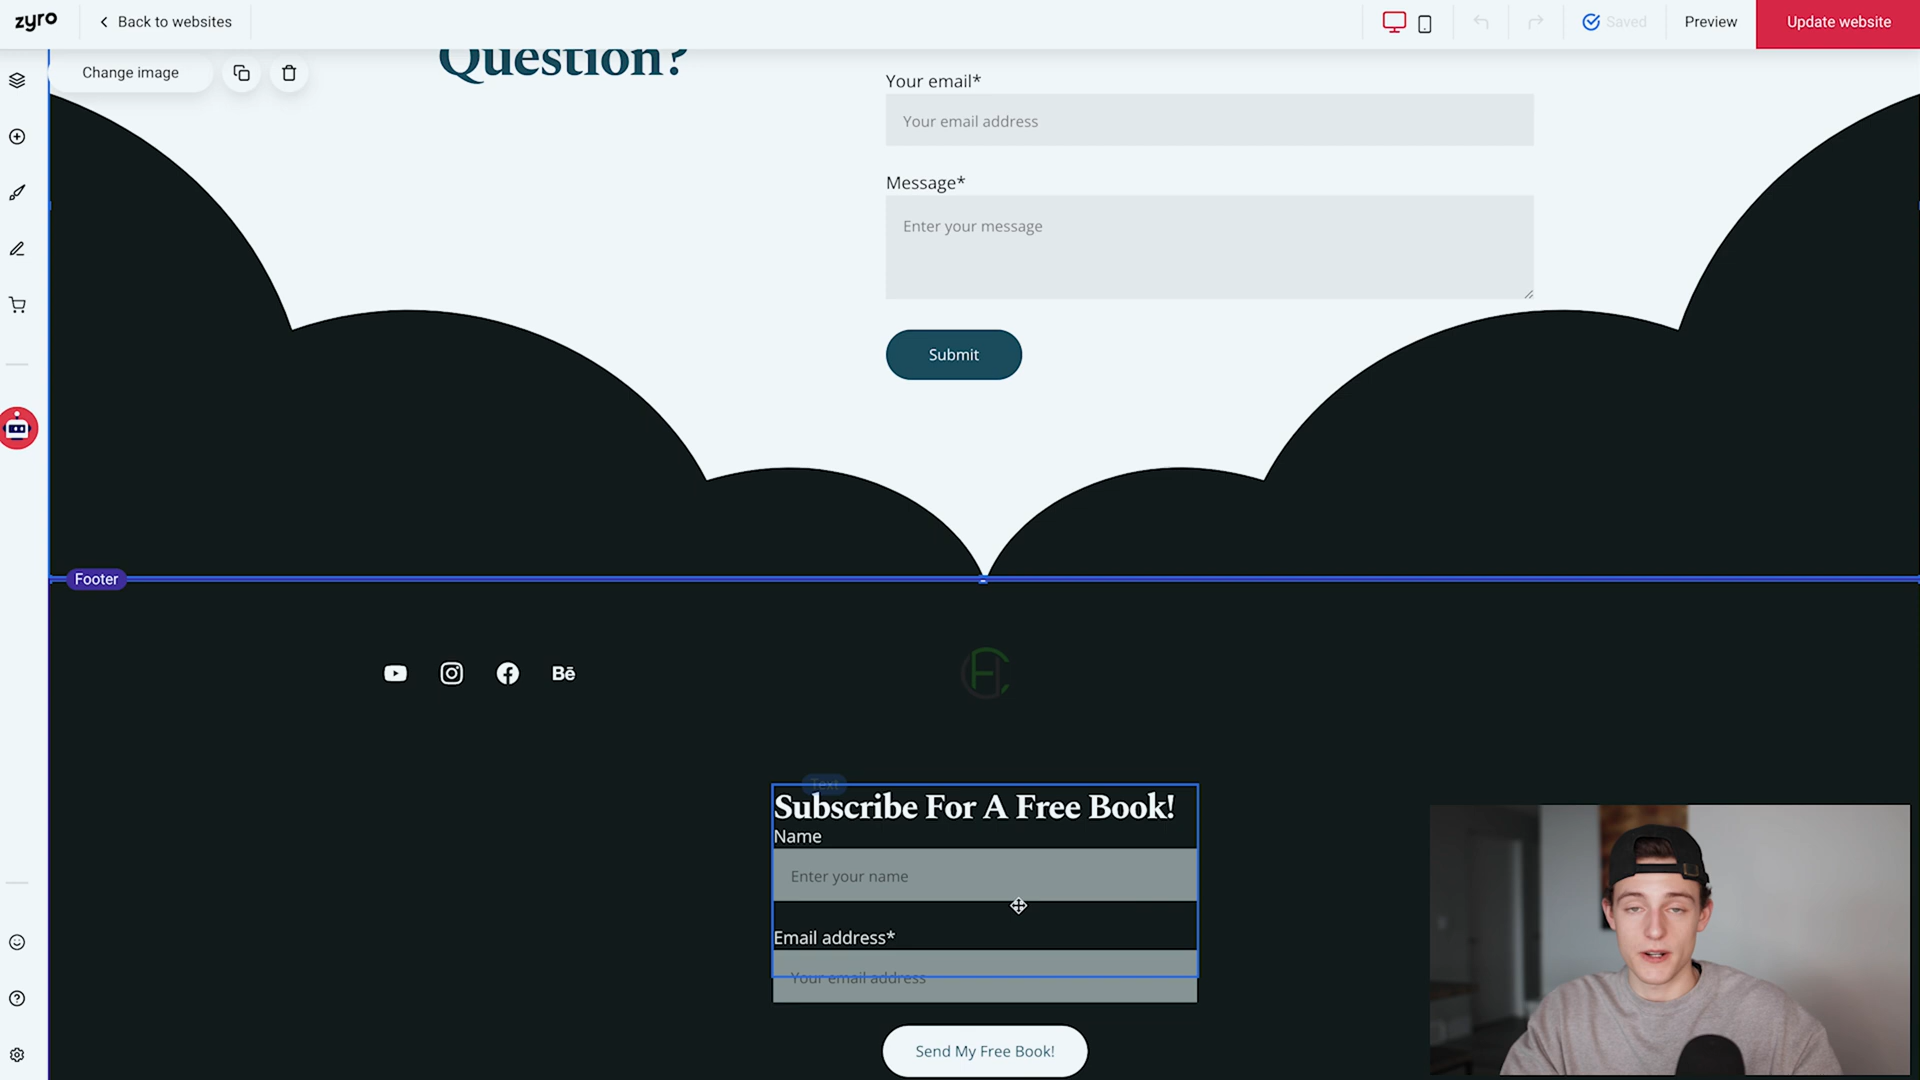 zyro
Back to websites
Saved
Preview
Update website
Change image
Question?
Your email*
Your email address
Message*
Enter your message
Submit
Footer
Bē
Text
Subscribe For A Free Book!
Name
Enter your name
Email address*
Your email address
Send My Free Book!